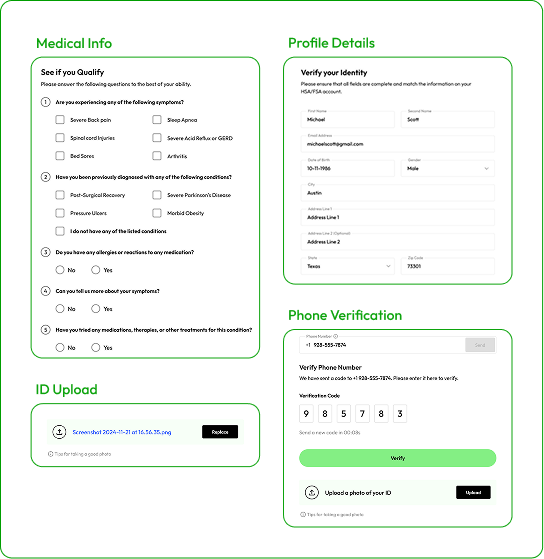 Medical Info
See if you Qualify
Please answer the following questions to the best of your ability.
1 Are you experiencing any of the following symptoms?
Severe Back pain
Sleep Apnea
Spinal cord Injuries
Severe Acid Reflux or GERD
Bed Sores
Arthritis
2 Have you been previously diagnosed with any of the following conditions?
Post-Surgical Recovery
Severe Parkinson's Disease
Pressure Ulcers
Morbid Obesity
I do not have any of the listed conditions
3 Do you have any allergies or reactions to any medication?
No
Yes
4 Can you tell us more about your symptoms?
No
Yes
5 Have you tried any medications, therapies, or other treatments for this condition?
No
Yes
ID Upload
Screenshot 2024-11-21 at 16.56.35.png
Replace
Tips for taking a good photo
Profile Details
Verify your Identity
Please ensure that all fields are complete and match the information on your
HSA/FSA account.
First Name
Michael
Second Name
Scott
Email Address
michaelscott@gmail.com
Date of Birth
10-11-1986
Gender
Male
City
Austin
Address Line 1
Address Line 1
Address Line 2 (Optional)
Address Line 2
State
Texas
Zip Code
73301
Phone Verification
Phone Number
+1 928-555-7874
Send
Verify Phone Number
We have sent a code to +1 928-555-7874. Please enter it here to verify.
Verification Code
9 8 5 7 8 3
Send a new code in 00:03s
Verify
Upload a photo of your ID
Upload
Tips for taking a good photo